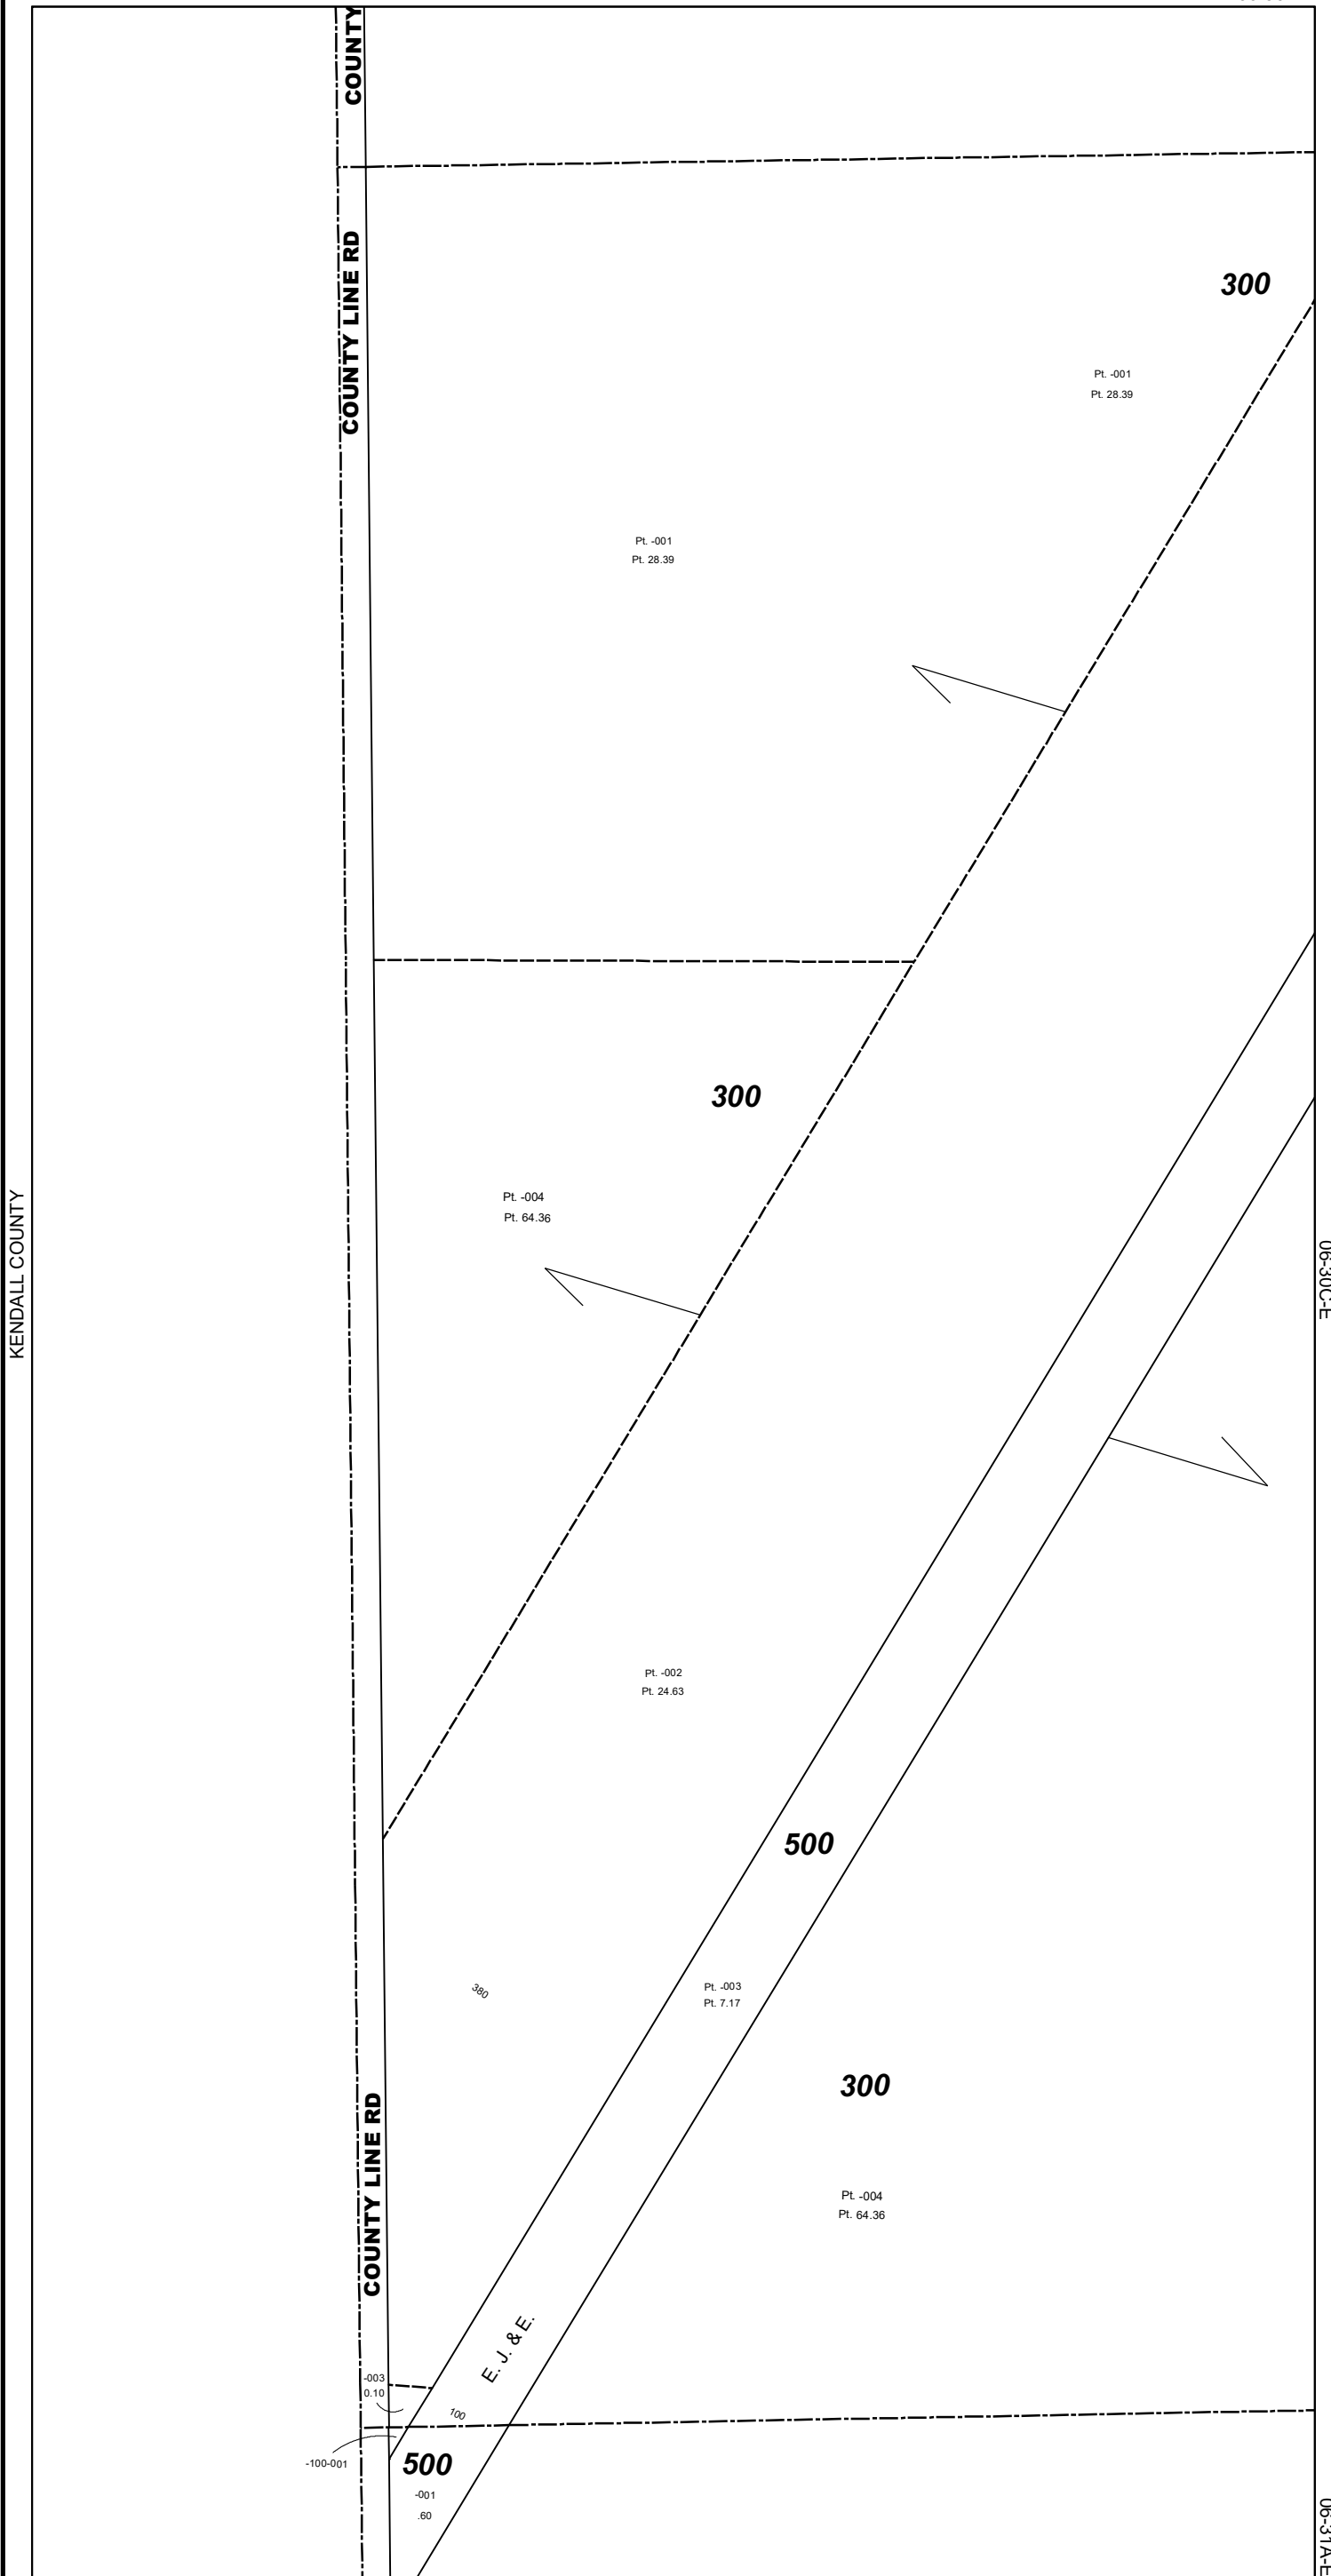 COUNTY
COUNTY LINE RD
300
Pt. -001
Pt. 28.39
Pt. -001
Pt. 28.39
300
Pt. -004
Pt. 64.36
KENDALL COUNTY
06-30C-E
Pt. -002
Pt. 24.63
500
380
Pt. -003
Pt. 7.17
300
COUNTY LINE RD
Pt. -004
Pt. 64.36
E. J. & E.
-003
0.10
100
-100-001
500
-001
.60
06-31A-E